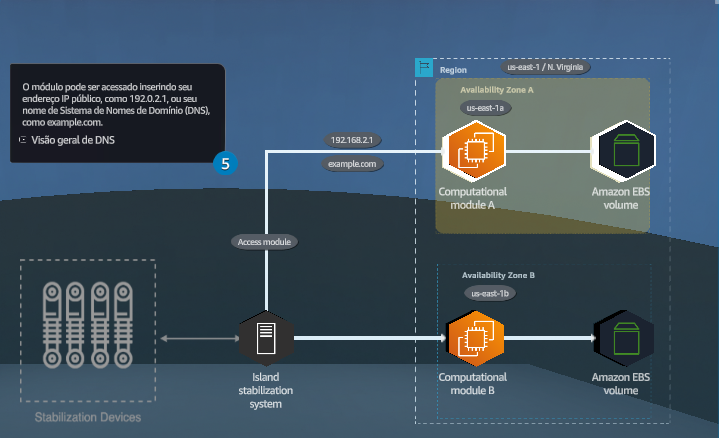 O módulo pode ser acessado inserindo seu
endereço IP público, como 192.0.2.1, ou seu
nome de Sistema de Nomes de Domínio (DNS),
como example.com.
Visão geral de DNS
5
Region
us-east-1 / N. Virginia
Availability Zone A
us-east-1a
192.168.2.1
example.com
Computational
module A
Amazon EBS
volume
Access module
Availability Zone B
us-east-1b
Island
stabilization
system
Computational
module B
Amazon EBS
volume
Stabilization Devices